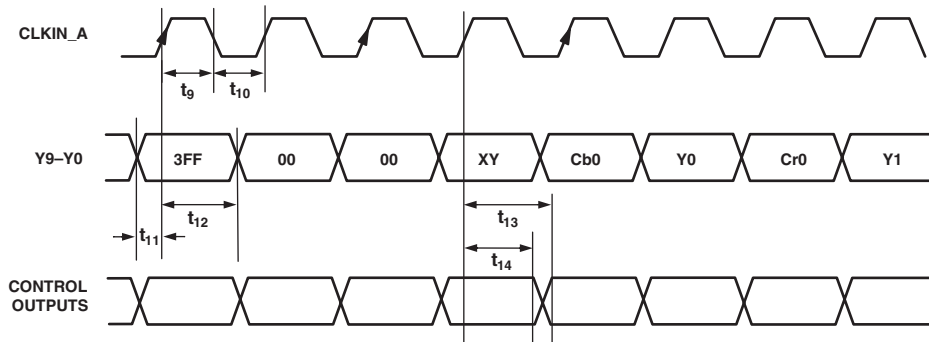 CLKIN_A
t9
t10
Y9–Y0
3FF
00
00
XY
Cb0
Y0
Cr0
Y1
t12
t13
t11
t14
CONTROL
OUTPUTS